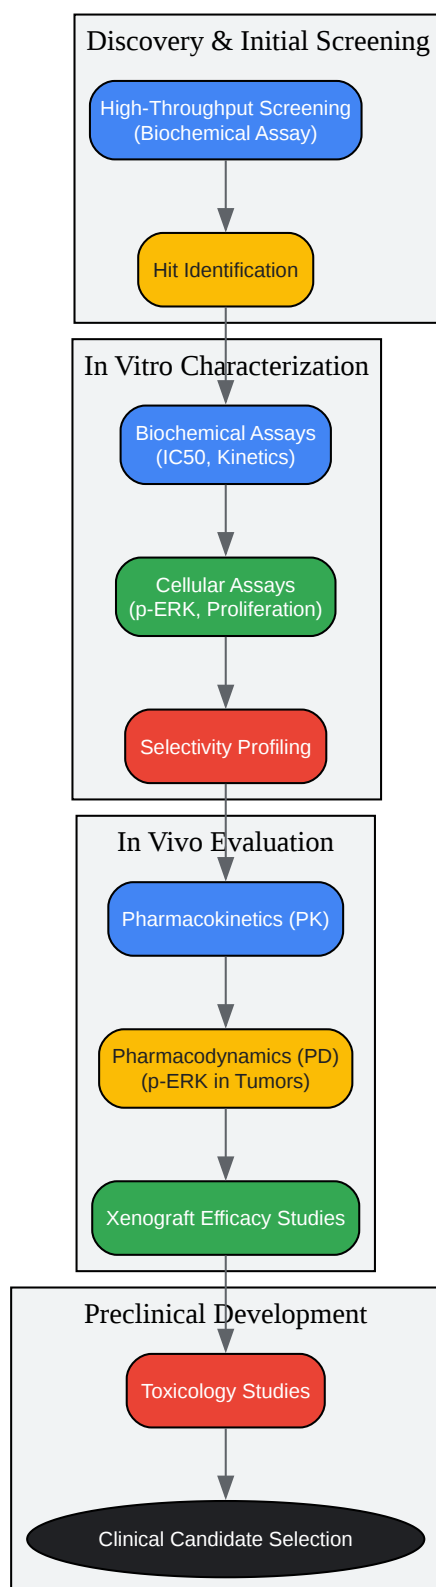 Discovery & Initial Screening
High-Throughput Screening
(Biochemical Assay)
Hit Identification
In Vitro Characterization
Biochemical Assays
(IC50, Kinetics)
Cellular Assays
(p-ERK, Proliferation)
Selectivity Profiling
In Vivo Evaluation
Pharmacokinetics (PK)
Pharmacodynamics (PD)
(p-ERK in Tumors)
Xenograft Efficacy Studies
Preclinical Development
Toxicology Studies
Clinical Candidate Selection